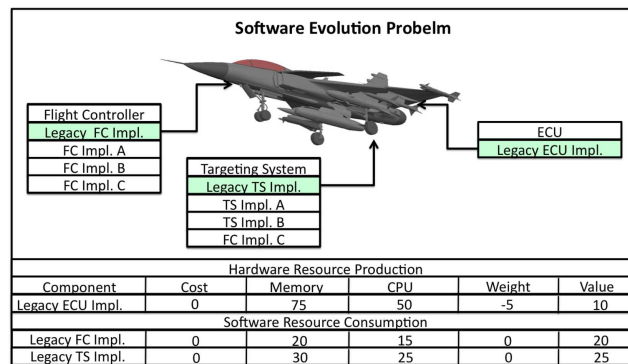 Software Evolution Probelm
Flight Controller
Legacy FC Impl.
FC Impl. A
FC Impl. B
FC Impl. C
Targeting System
Legacy TS Impl.
TS Impl. A
TS Impl. B
FC Impl. C
ECU
Legacy ECU Impl.
Hardware Resource Production
Component Cost Memory CPU Weight Value
Legacy ECU Impl. 0 75 50 -5 10
Software Resource Consumption
Legacy FC Impl. 0 20 15 0 20
Legacy TS Impl. 0 30 25 0 25